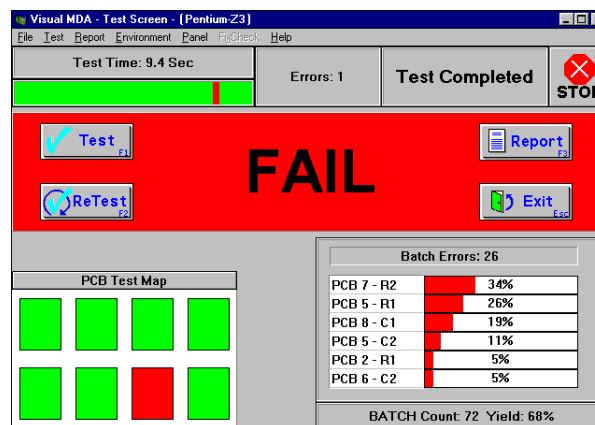 Visual MDA - Test Screen - (Pentium-Z3)
File Test Report Environment Panel FixCheck Help
Test Time: 9.4 Sec
Errors: 1
Test Completed
STOP
Test
F1
FAIL
Report
F3
ReTest
F2
Exit
Esc
Batch Errors: 26
PCB Test Map
PCB 7 - R2 34%
PCB 5 - R1 26%
PCB 8 - C1 19%
PCB 5 - C2 11%
PCB 2 - R1 5%
PCB 6 - C2 5%
BATCH Count: 72 Yield: 68%